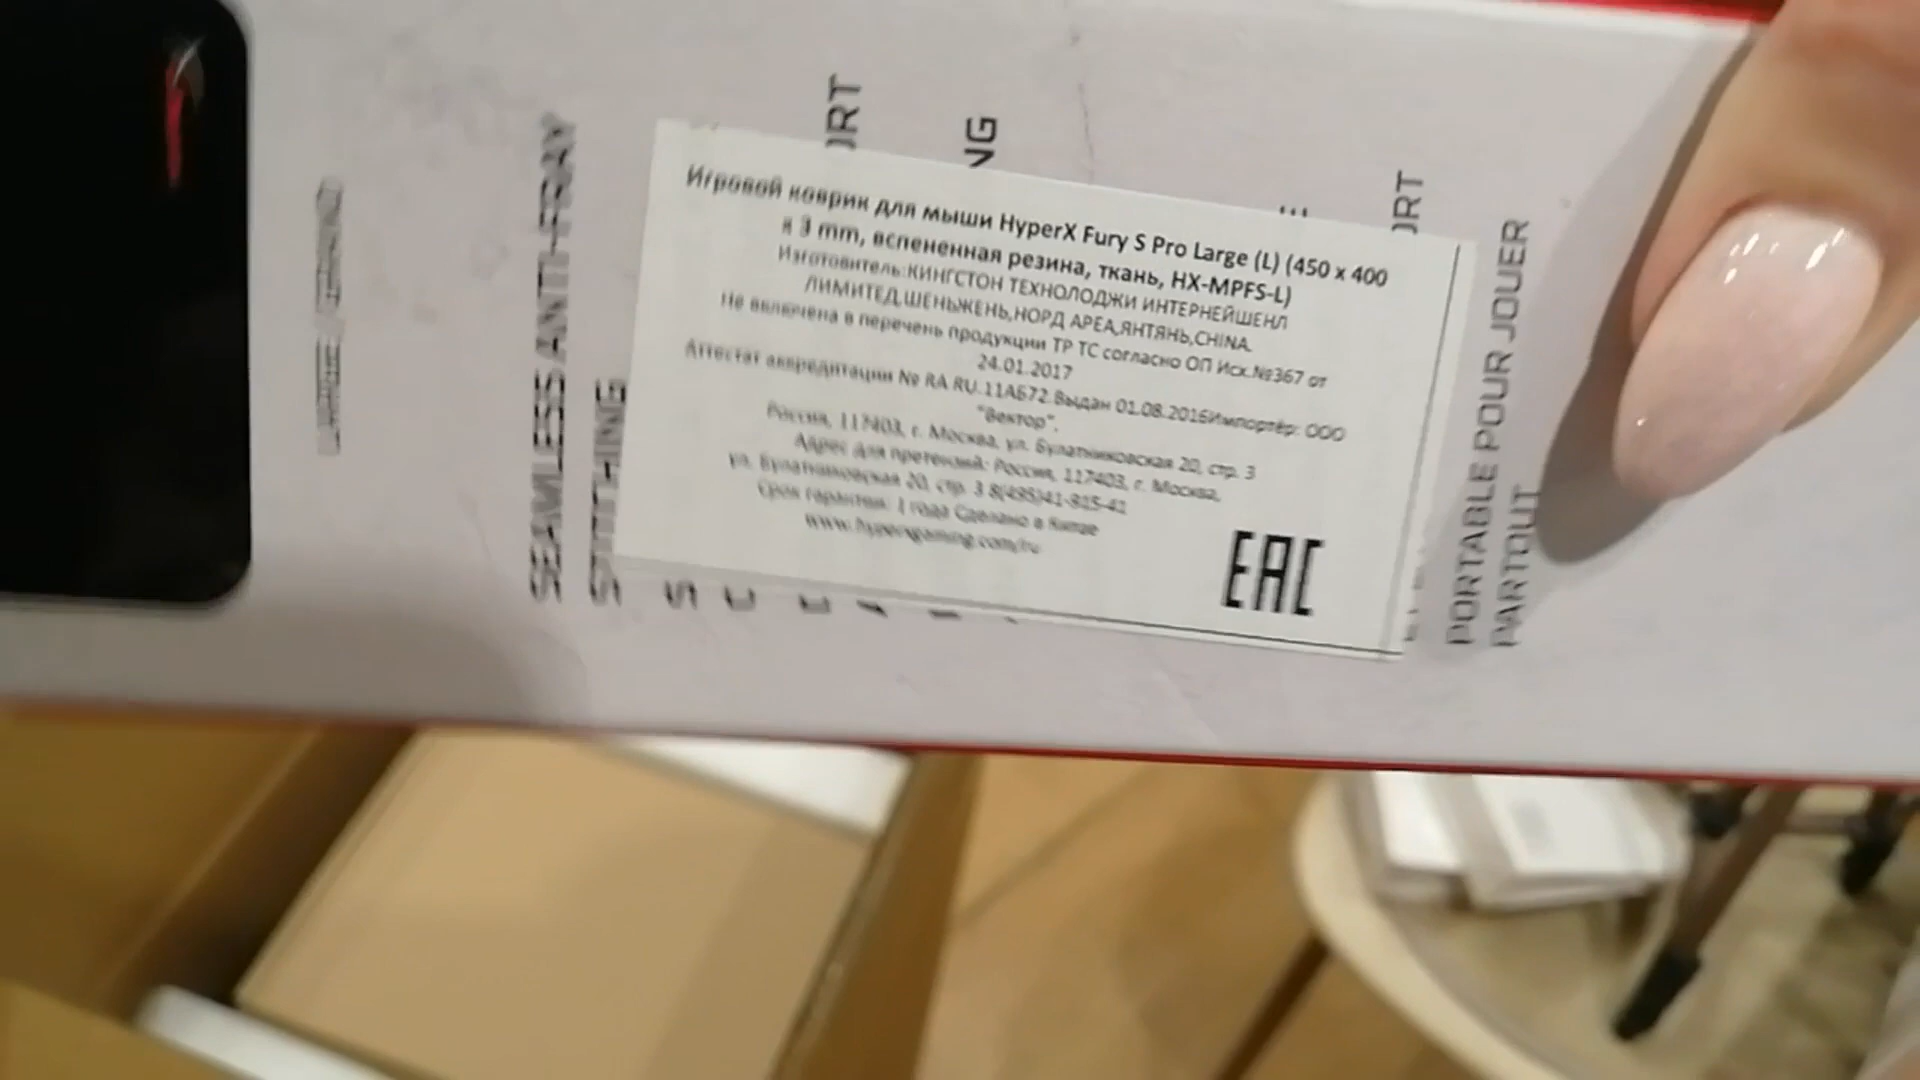 Игровой коврик для мыши HyperX Fury S Pro Large (L) (450 x 400
x 3 mm, вспененная резина, ткань, HX-MPFS-L)
Изготовитель:КИНГСТОН ТЕХНОЛОДЖИ ИНТЕРНЕЙШЕНЛ
ЛИМИТЕД,ШЕНЬЖЕНЬ,НОРД АРЕА,ЯНТЯНЬ,CHINA.
Не включена в перечень продукции ТР ТС согласно ОП Исх.№367 от
24.01.2017
Аттестат аккредитации № RA.RU.11АБ72.Выдан 01.08.2016Импортёр: ООО
"Вектор".
Россия, 117403, г. Москва, ул. Булатниковская 20, стр. 3
Адрес для претензий: Россия, 117403, г. Москва,
ул. Булатниковская 20, стр. 3 8(495)41-815-41
Срок гарантии: 1 года Сделано в Китае
www.hyperxgaming.com/ru
EAC
SEAMLESS ANTI-FRAY
STITCHING
ORT
NG
ORT
PORTABLE POUR JOUER
PARTOUT